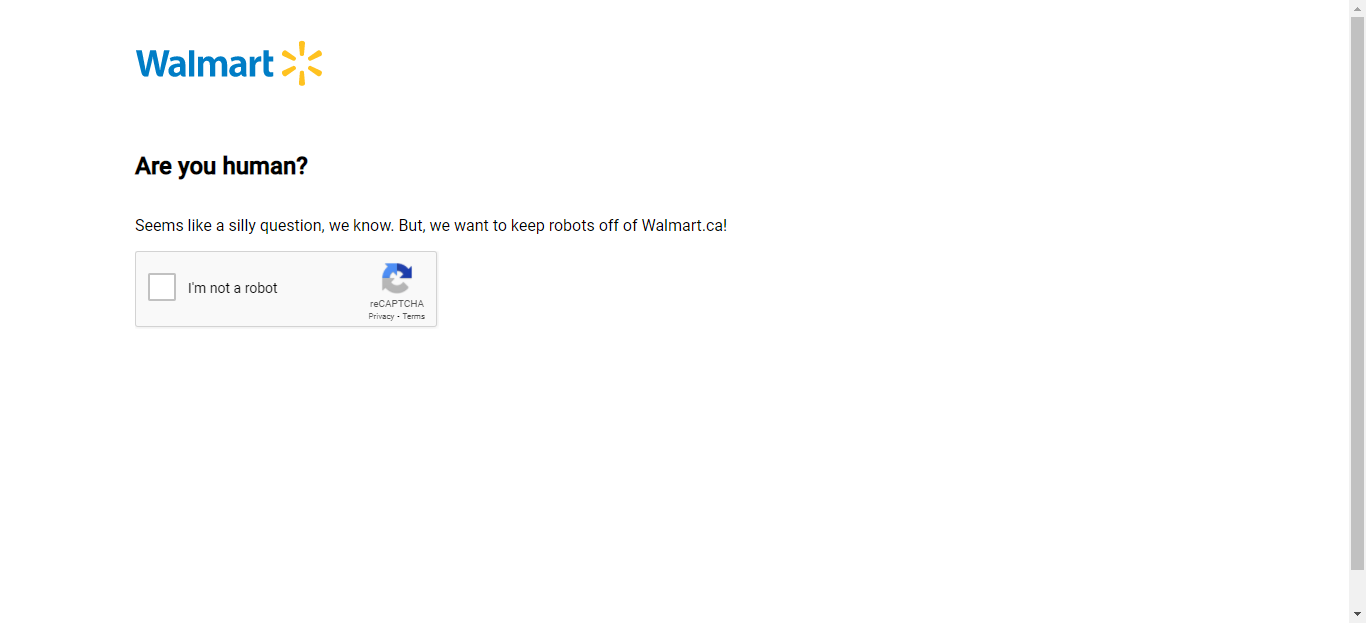 Walmart
Are you human?
Seems like a silly question, we know. But, we want to keep robots off of Walmart.ca!
I'm not a robot
reCAPTCHA
Privacy - Terms